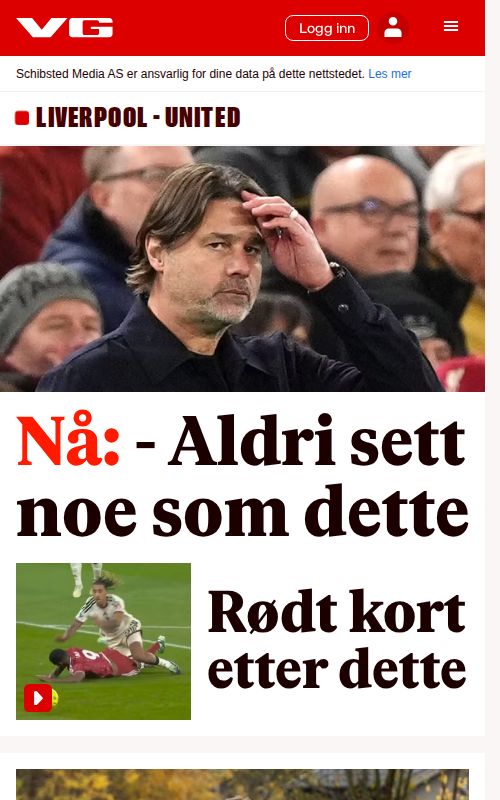 VG
Logg inn
Schibsted Media AS er ansvarlig for dine data på dette nettstedet. Les mer
LIVERPOOL - UNITED
Nå: - Aldri sett
noe som dette
Rødt kort
etter dette